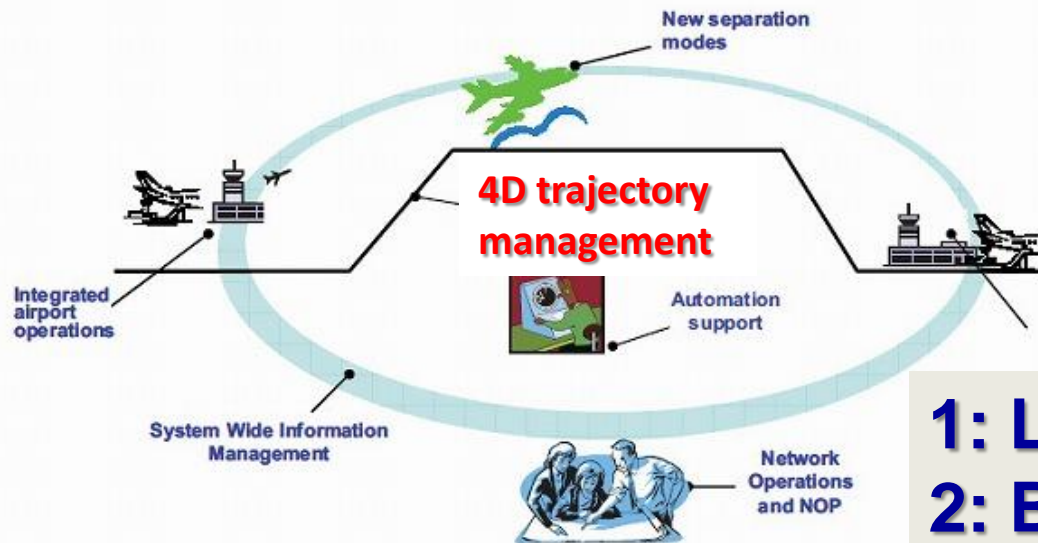 New separation
modes
4D trajectory
management
Integrated
airport
operations
Automation
support
System Wide Information
Management
Network
Operations
and NOP
1: L
2: